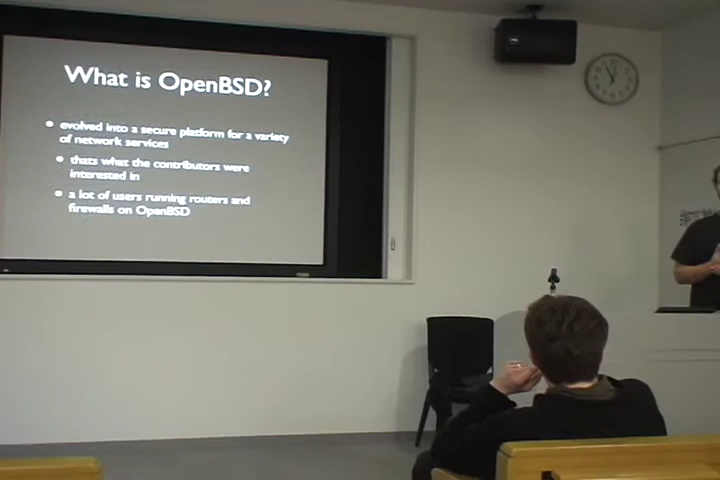 What is OpenBSD?
evolved into a secure platform for a variety
of network services
thats what the contributors were
interested in
a lot of users running routers and
firewalls on OpenBSD